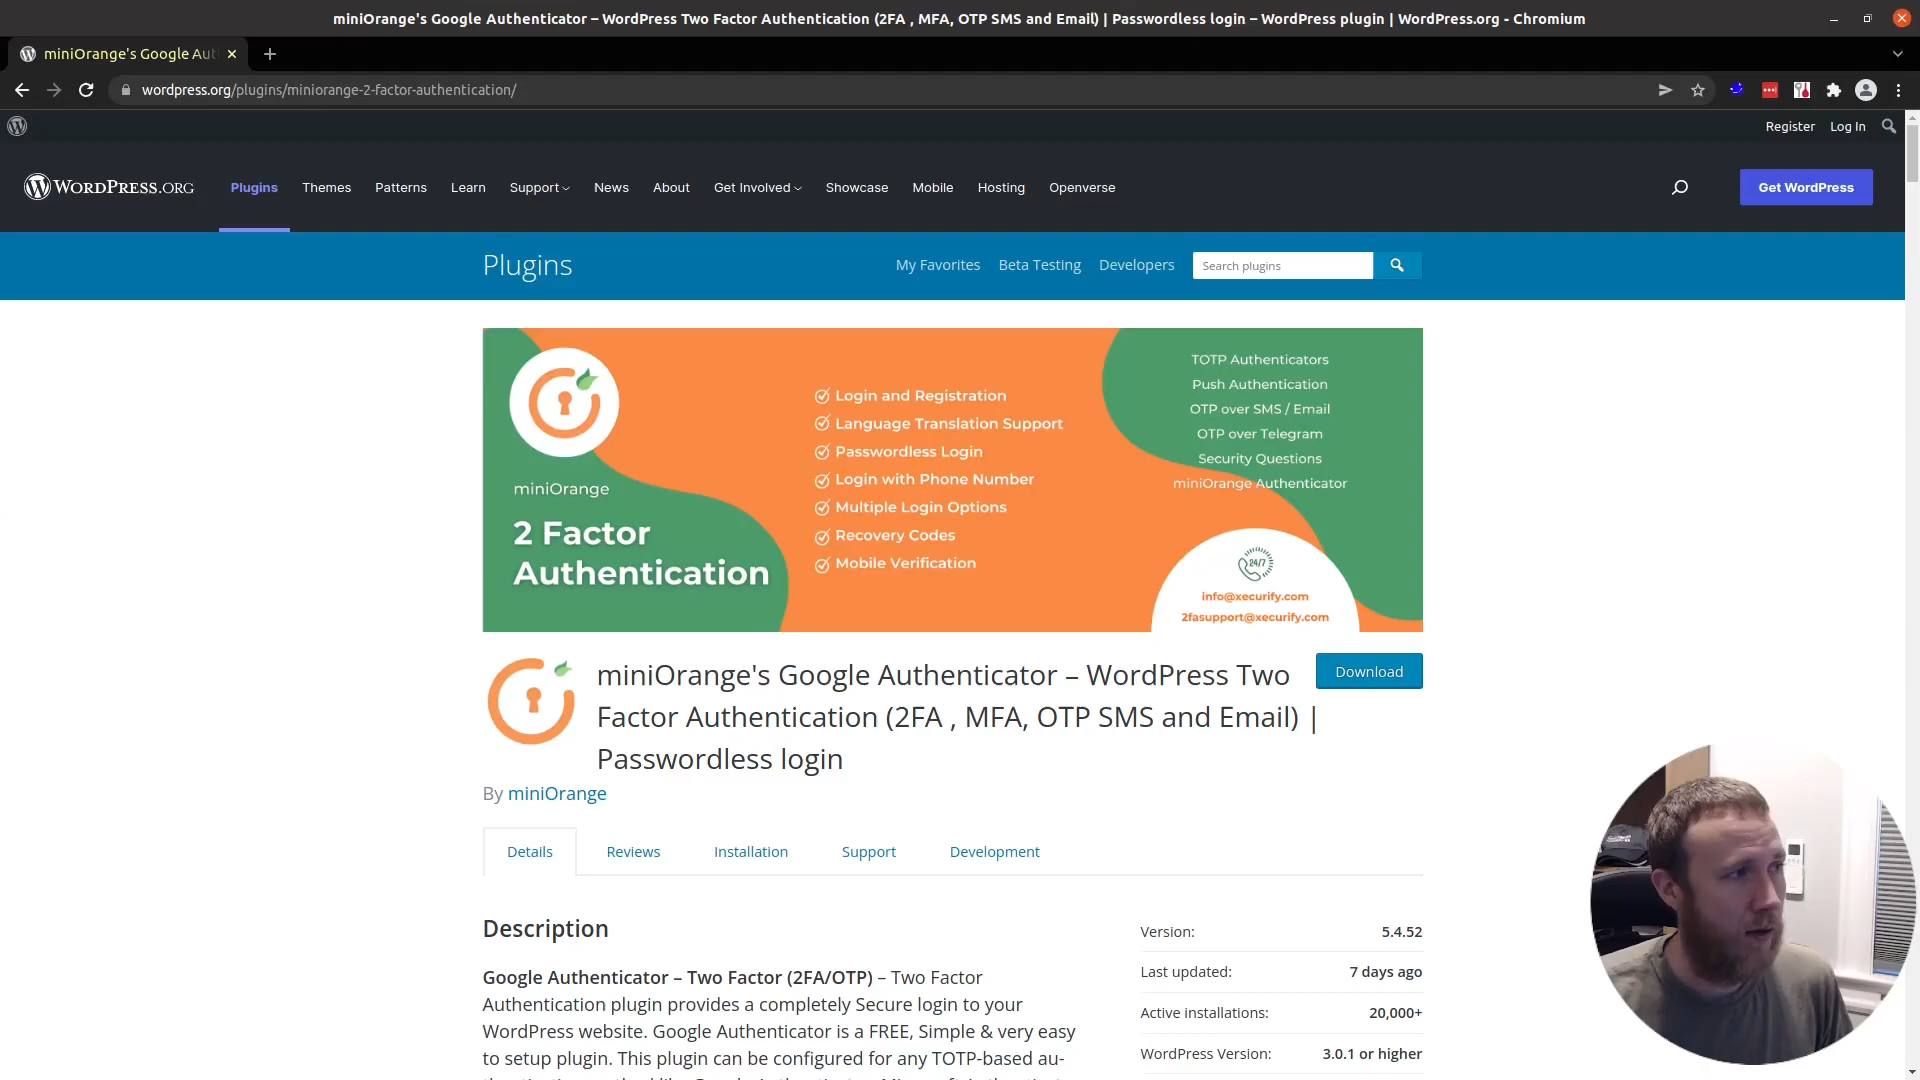 miniOrange's Google Authenticator – WordPress Two Factor Authentication (2FA , MFA, OTP SMS and Email) | Passwordless login – WordPress plugin | WordPress.org - Chromium
miniOrange's Google Aut
wordpress.org/plugins/miniorange-2-factor-authentication/
Register
Log In
WORDPRESS.ORG
Plugins
Themes
Patterns
Learn
Support
News
About
Get Involved
Showcase
Mobile
Hosting
Openverse
Get WordPress
Plugins
My Favorites
Beta Testing
Developers
Search plugins
miniOrange
2 Factor
Authentication
Login and Registration
Language Translation Support
Passwordless Login
Login with Phone Number
Multiple Login Options
Recovery Codes
Mobile Verification
TOTP Authenticators
Push Authentication
OTP over SMS / Email
OTP over Telegram
Security Questions
miniOrange Authenticator
24/7
info@xecurify.com
2fasupport@xecurify.com
miniOrange's Google Authenticator – WordPress Two
Factor Authentication (2FA , MFA, OTP SMS and Email) |
Passwordless login
Download
By miniOrange
Details
Reviews
Installation
Support
Development
Description
Google Authenticator – Two Factor (2FA/OTP) – Two Factor
Authentication plugin provides a completely Secure login to your
WordPress website. Google Authenticator is a FREE, Simple & very easy
to setup plugin. This plugin can be configured for any TOTP-based au-
Version: 5.4.52
Last updated: 7 days ago
Active installations: 20,000+
WordPress Version: 3.0.1 or higher